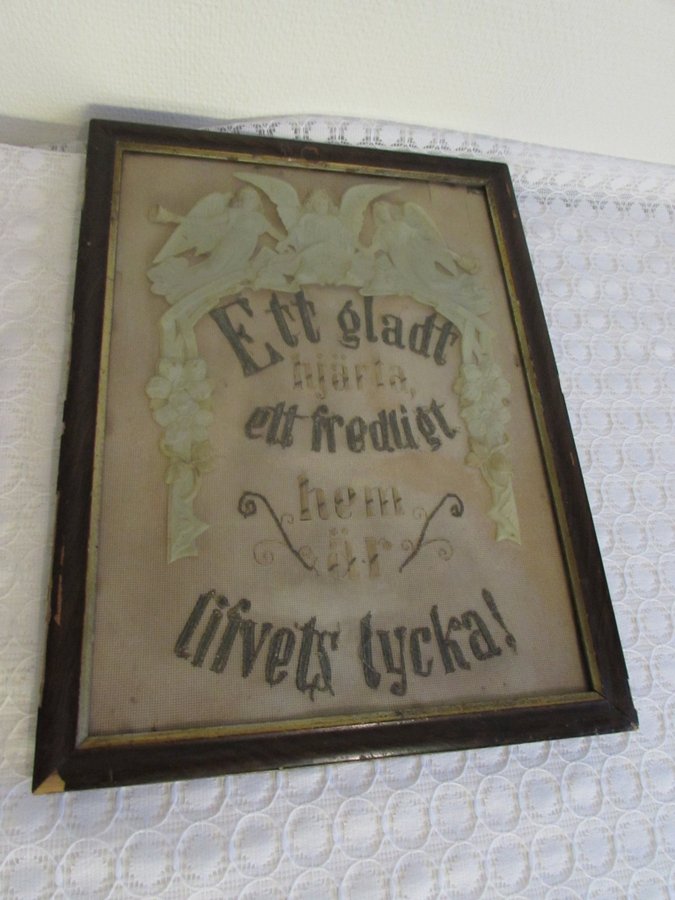 Ett gladt
hjärta,
ett fredligt
hem
är
lifvets lycka!